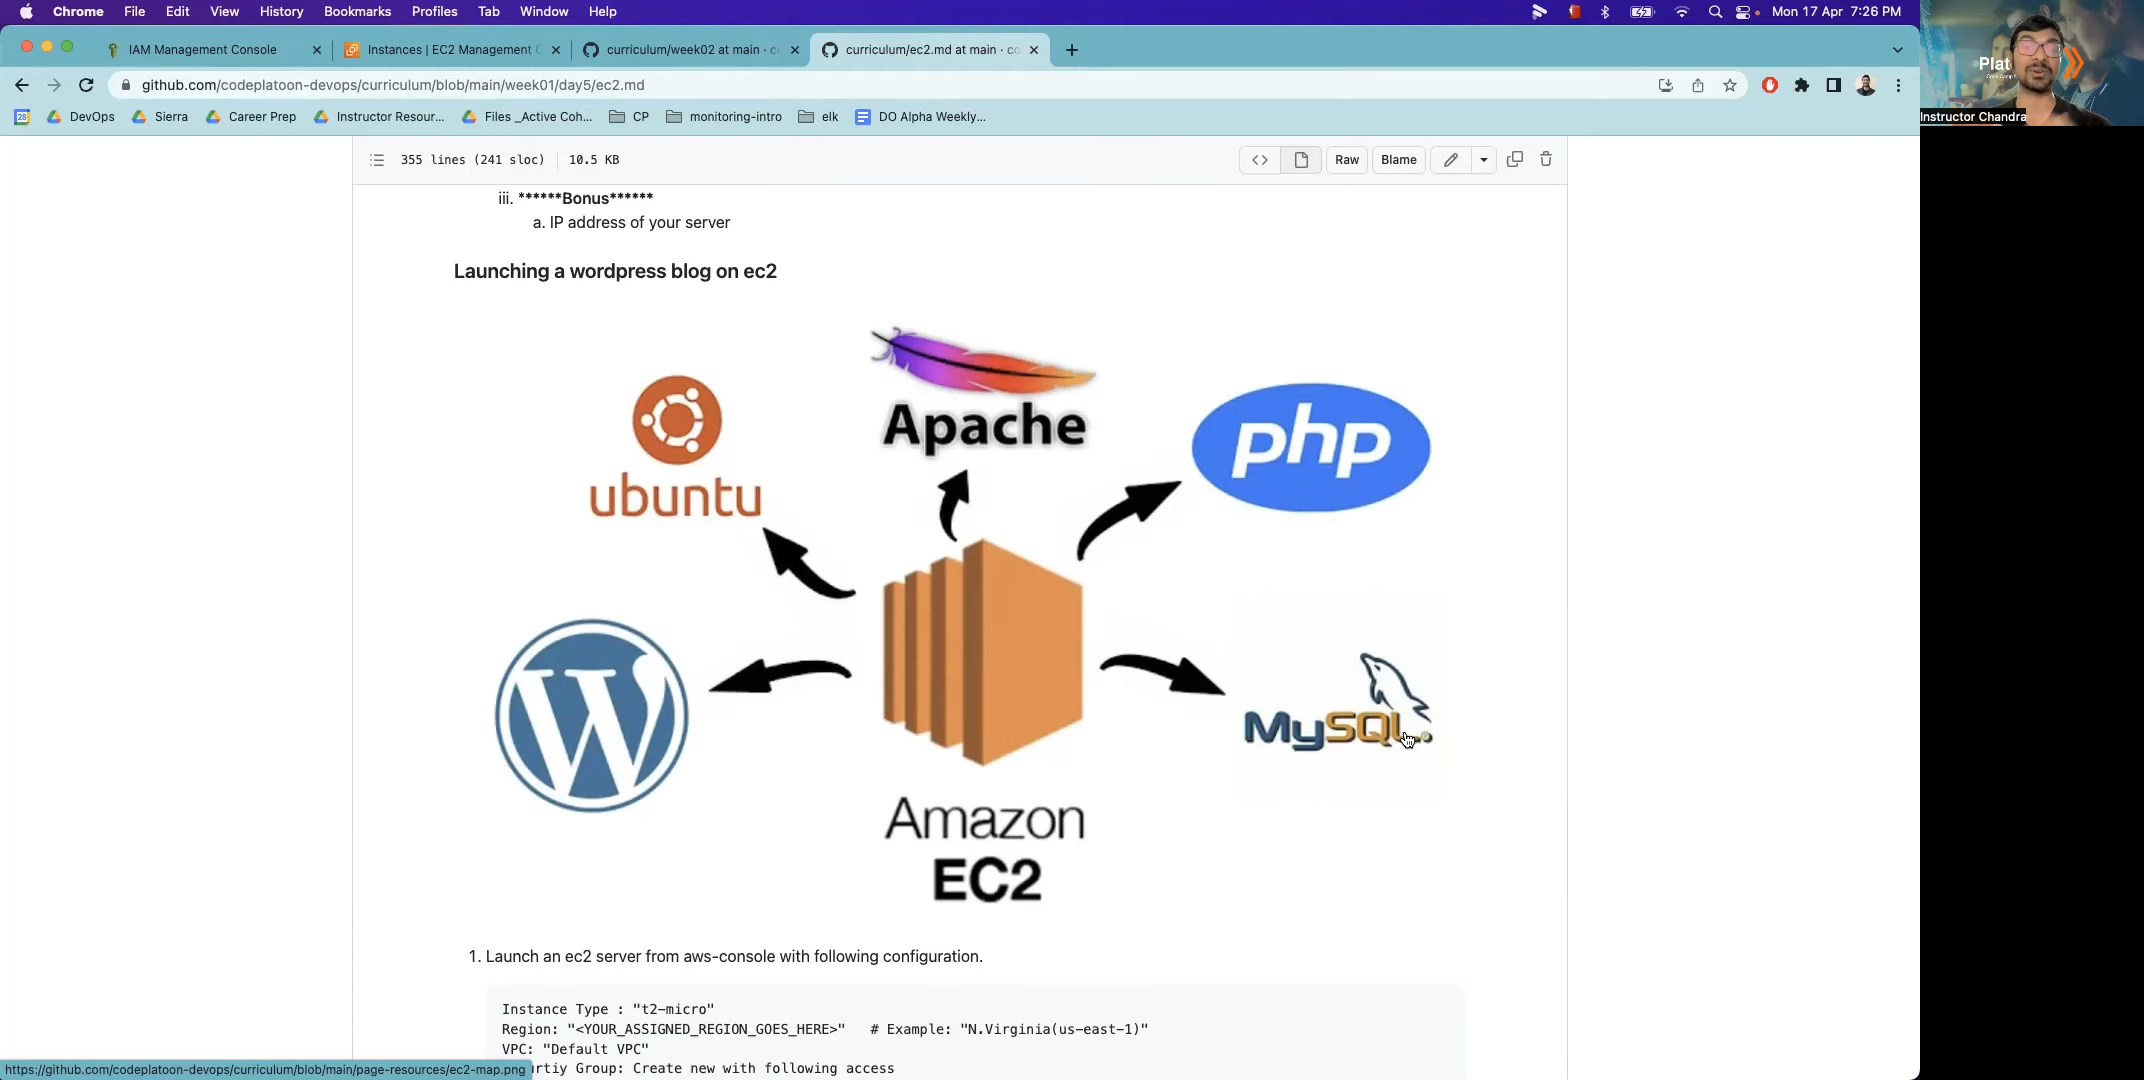 Chrome File Edit View History Bookmarks Profiles Tab Window Help
Mon 17 Apr 7:26 PM
IAM Management Console
Instances | EC2 Management C
curriculum/week02 at main · c
curriculum/ec2.md at main · co
github.com/codeplatoon-devops/curriculum/blob/main/week01/day5/ec2.md
28 DevOps Sierra Career Prep Instructor Resour... Files _Active Coh... CP monitoring-intro elk DO Alpha Weekly...
Plat
Instructor Chandra
355 lines (241 sloc) 10.5 KB
Raw Blame
iii. ******Bonus******
a. IP address of your server
Launching a wordpress blog on ec2
Apache
php
ubuntu
W
MySQL
Amazon
EC2
1. Launch an ec2 server from aws-console with following configuration.
Instance Type : "t2-micro"
Region: "<YOUR_ASSIGNED_REGION_GOES_HERE>" # Example: "N.Virginia(us-east-1)"
VPC: "Default VPC"
urtiy Group: Create new with following access
https://github.com/codeplatoon-devops/curriculum/blob/main/page-resources/ec2-map.png